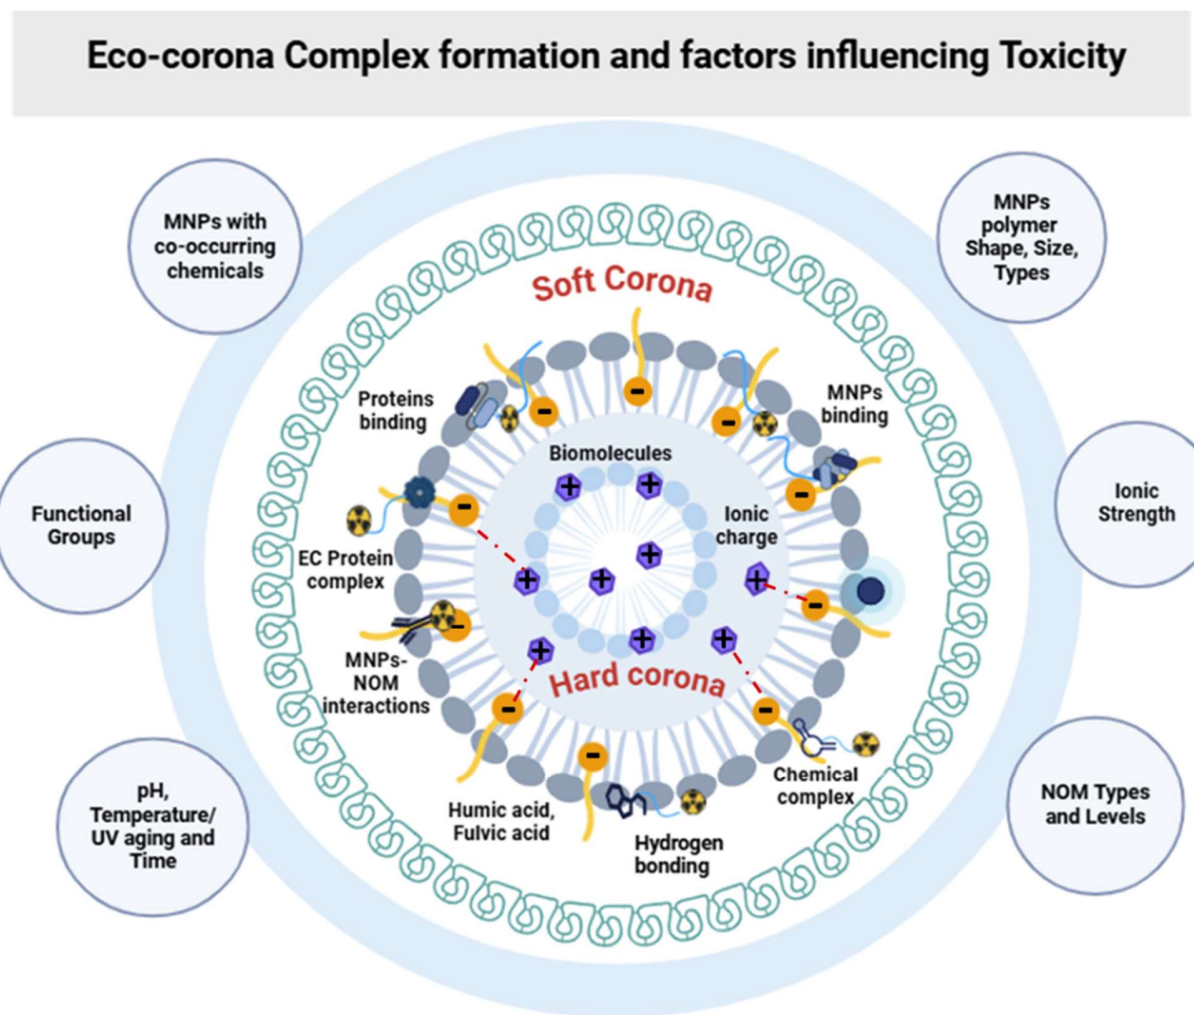 Eco-corona Complex formation and factors influencing Toxicity
MNPs with
co-occurring
chemicals
MNPs
polymer
Shape, Size,
Types
Soft Corona
Proteins
binding
MNPs
binding
Biomolecules
Functional
Groups
Ionic
charge
Ionic
Strength
EC Protein
complex
MNPs-
NOM
interactions
Hard corona
pH,
Temperature/
UV aging and
Time
Humic acid,
Fulvic acid
Hydrogen
bonding
Chemical
complex
NOM Types
and Levels